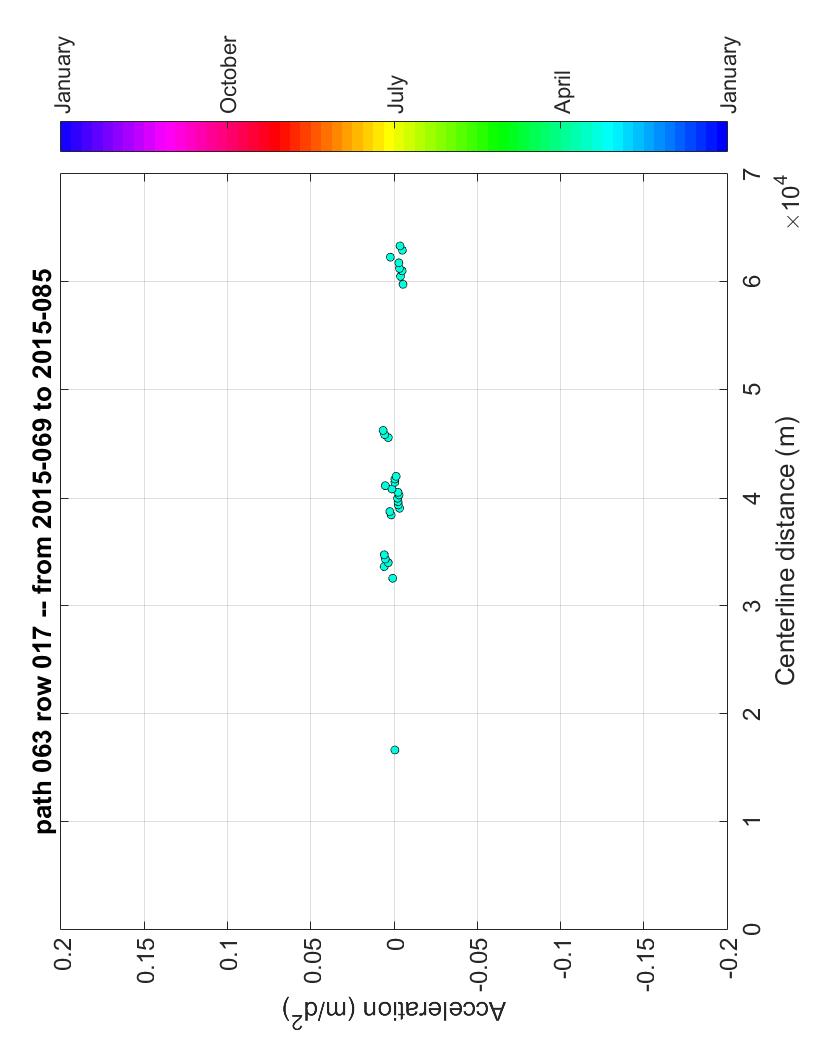 path 063 row 017 -- from 2015-069 to 2015-085
Acceleration (m/d²)
0.2
0.15
0.1
0.05
0
-0.05
-0.1
-0.15
-0.2
0
1
2
3
4
5
6
7
×10⁴
Centerline distance (m)
January
October
July
April
January